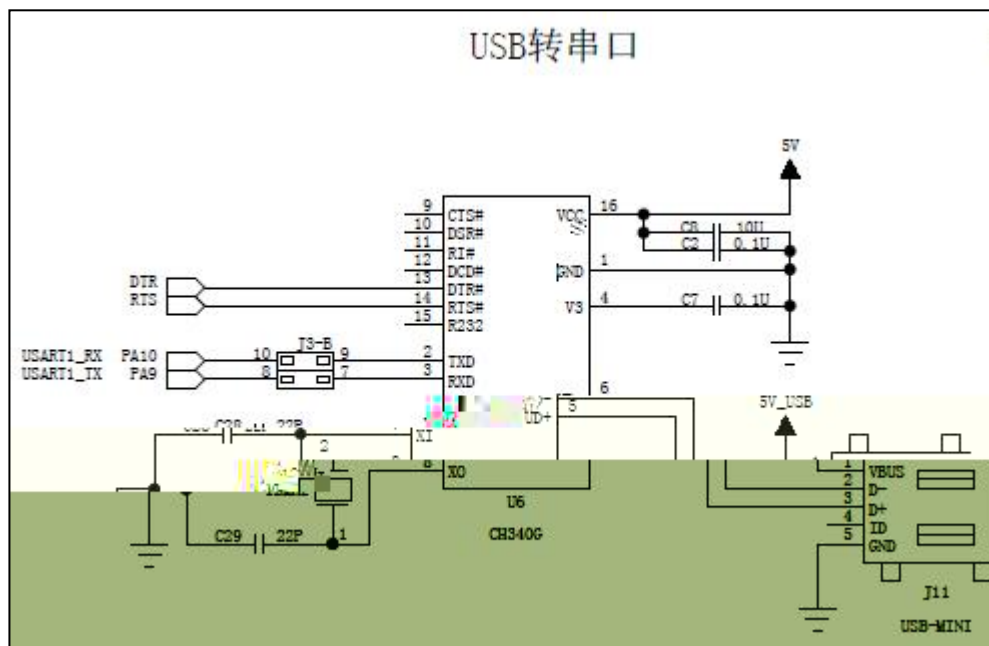 USB转串口
5V
9 CTS# VCC 16
10 DSR# C8 10U
11 RI# C2 0.1U
12 DCD# GND 1
DTR 13 DTR#
RTS 14 RTS# V3 4 C7 0.1U
15 R232
J3-B
USART1_RX PA10 10 9 2 TXD
USART1_TX PA9 8 7 3 RXD
6
UD+ 5 5V_USB
C28 22P XI
2
8 XO 1 VBUS
2 D-
U6 3 D+
4 ID
C29 22P 1 CH340G 5 GND
J11
USB-MINI